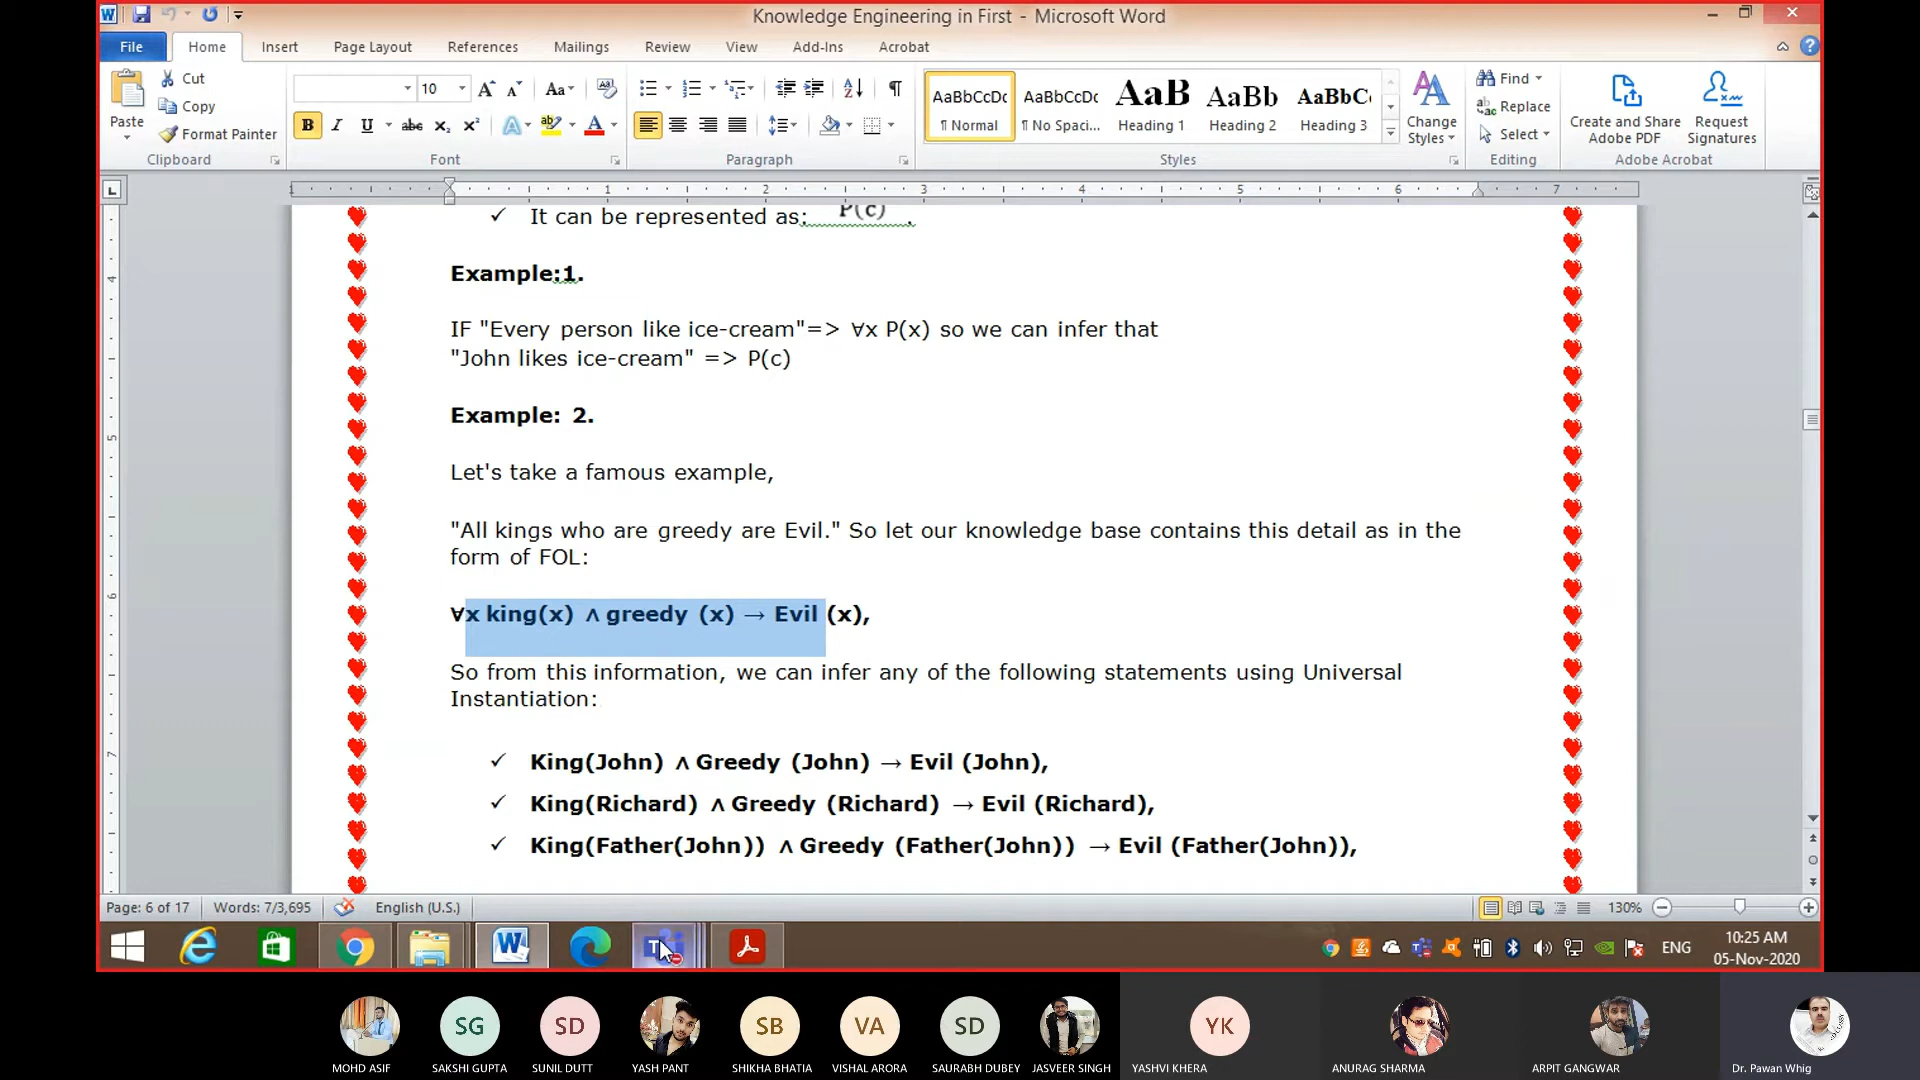 Knowledge Engineering in First - Microsoft Word
File Home Insert Page Layout References Mailings Review View Add-Ins Acrobat
Paste
Cut
Copy
Format Painter
10
Clipboard Font Paragraph Styles Editing Adobe Acrobat
AaBbCcDc AaBbCcDc AaB AaBb AaBbC
¶ Normal ¶ No Spaci... Heading 1 Heading 2 Heading 3
Change Styles
Find
Replace
Select
Create and Share Adobe PDF
Request Signatures
1 1 2 3 4 5 6 7
✓ It can be represented as: P(c) .
Example:1.
IF "Every person like ice-cream"=> ∀x P(x) so we can infer that
"John likes ice-cream" => P(c)
Example: 2.
Let's take a famous example,
"All kings who are greedy are Evil." So let our knowledge base contains this detail as in the
form of FOL:
∀x king(x) ∧ greedy (x) → Evil (x),
So from this information, we can infer any of the following statements using Universal
Instantiation:
✓ King(John) ∧ Greedy (John) → Evil (John),
✓ King(Richard) ∧ Greedy (Richard) → Evil (Richard),
✓ King(Father(John)) ∧ Greedy (Father(John)) → Evil (Father(John)),
Page: 6 of 17 Words: 7/3,695 English (U.S.) 130%
ENG
10:25 AM
05-Nov-2020
SG SD SB VA SD YK
MOHD ASIF SAKSHI GUPTA SUNIL DUTT YASH PANT SHIKHA BHATIA VISHAL ARORA SAURABH DUBEY JASVEER SINGH YASHVI KHERA ANURAG SHARMA ARPIT GANGWAR Dr. Pawan Whig